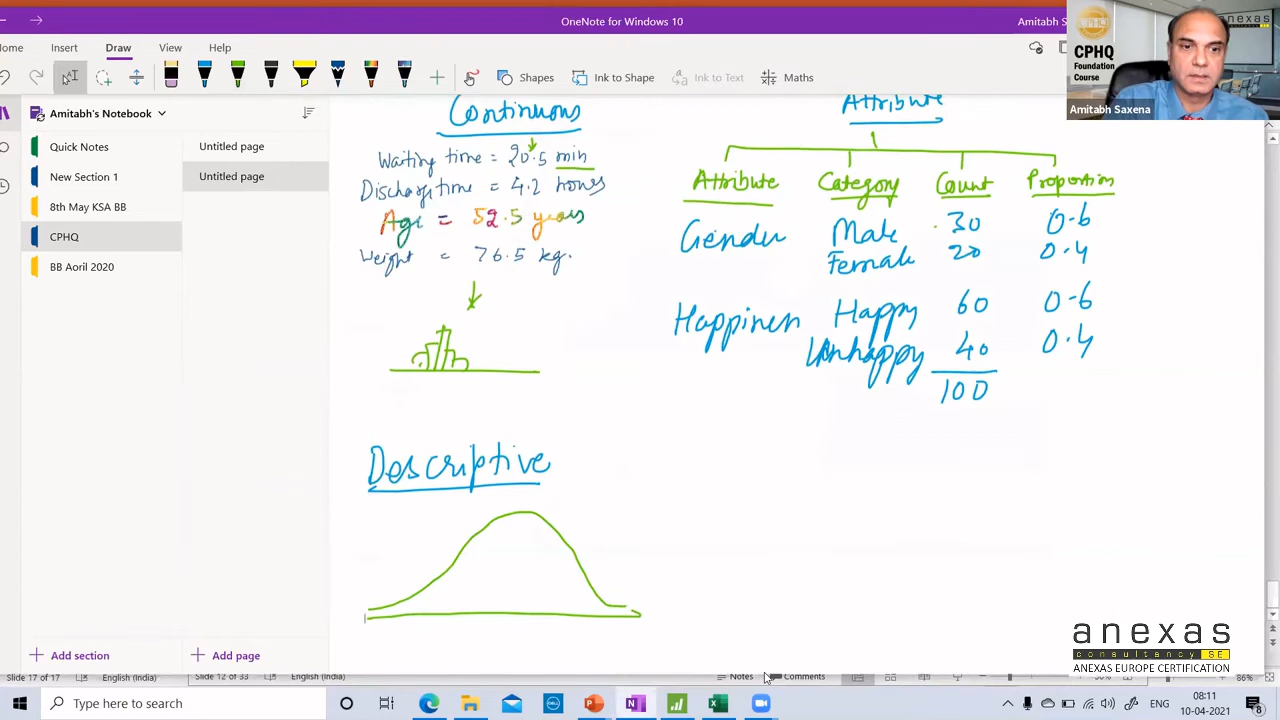 OneNote for Windows 10
Amitabh S
Home
Insert
Draw
View
Help
Shapes
Ink to Shape
Ink to Text
Maths
anexas
CPHQ
Foundation
Course
Amitabh Saxena
Amitabh's Notebook
Quick Notes
New Section 1
8th May KSA BB
CPHQ
BB Aoril 2020
Untitled page
Untitled page
Add section
Add page
Continuous
Waiting time = 20.5 min
Discharge time = 4.2 hours
Age = 52.5 years
Weight = 76.5 kg.
Attribute
Attribute Category Count Proportion
Gender Male 30 0.6
Female 20 0.4
Happiness Happy 60 0.6
Unhappy 40 0.4
100
Descriptive
anexas
consultancy SE
ANEXAS EUROPE CERTIFICATION
Slide 17 of 17
English (India)
Slide 12 of 33
English (India)
Notes
Comments
86%
Type here to search
DELL
ENG
08:11
10-04-2021
8